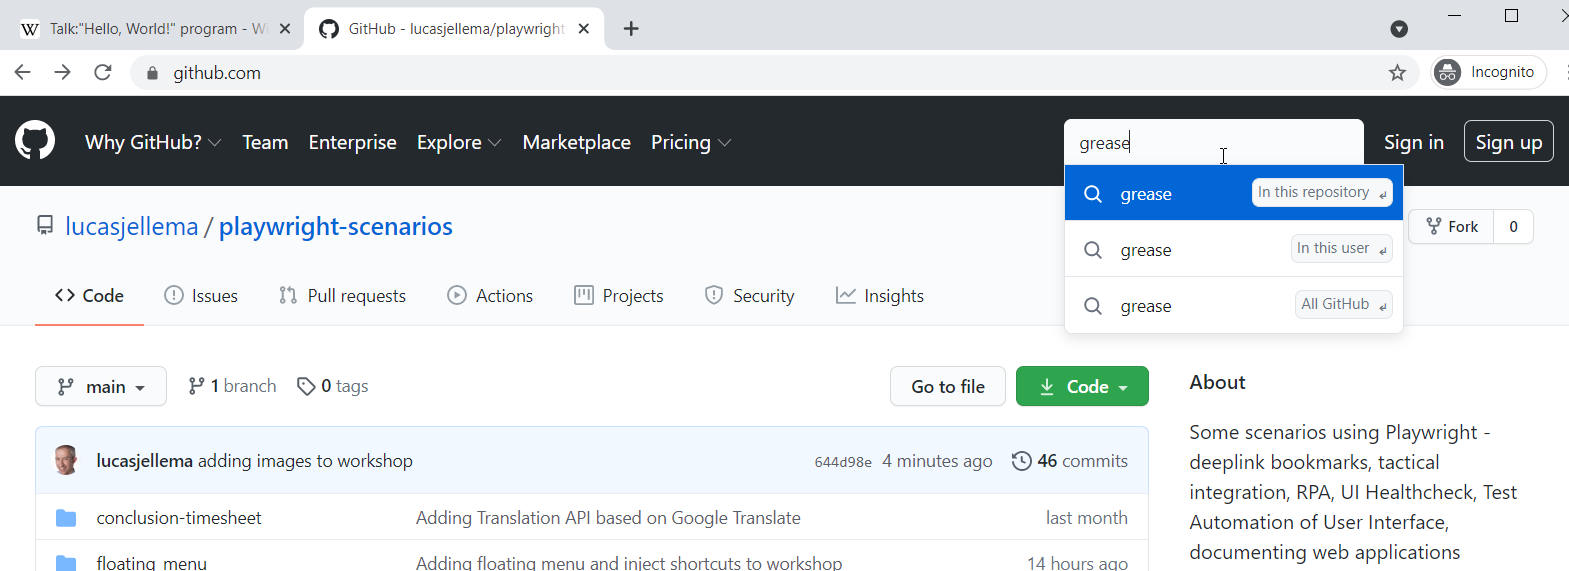 Talk:"Hello, World!" program - W
GitHub - lucasjellema/playwright
github.com
Incognito
Why GitHub? Team Enterprise Explore Marketplace Pricing
grease
Sign in Sign up
grease In this repository
grease In this user
grease All GitHub
lucasjellema / playwright-scenarios
Fork 0
Code Issues Pull requests Actions Projects Security Insights
main 1 branch 0 tags Go to file Code
About
Some scenarios using Playwright -
deeplink bookmarks, tactical
integration, RPA, UI Healthcheck, Test
Automation of User Interface,
documenting web applications
lucasjellema adding images to workshop 644d98e 4 minutes ago 46 commits
conclusion-timesheet Adding Translation API based on Google Translate last month
floating_menu Adding floating menu and inject shortcuts to workshop 14 hours ago